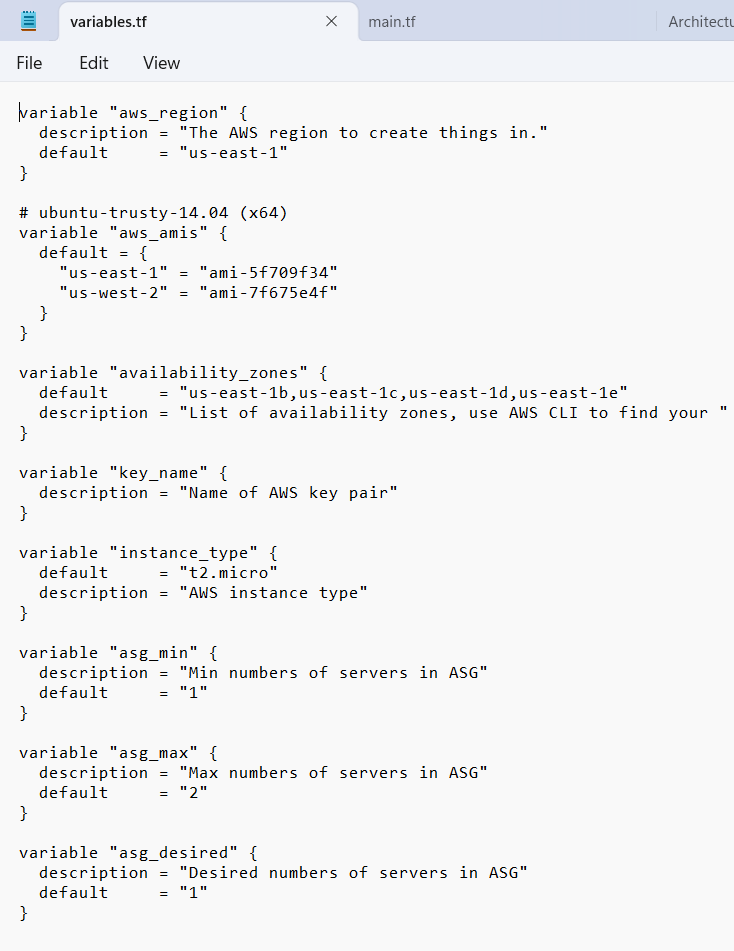 variables.tf
main.tf
Architectu
File Edit View
variable "aws_region" {
  description = "The AWS region to create things in."
  default     = "us-east-1"
}
# ubuntu-trusty-14.04 (x64)
variable "aws_amis" {
  default = {
    "us-east-1" = "ami-5f709f34"
    "us-west-2" = "ami-7f675e4f"
  }
}
variable "availability_zones" {
  default     = "us-east-1b,us-east-1c,us-east-1d,us-east-1e"
  description = "List of availability zones, use AWS CLI to find your "
}
variable "key_name" {
  description = "Name of AWS key pair"
}
variable "instance_type" {
  default     = "t2.micro"
  description = "AWS instance type"
}
variable "asg_min" {
  description = "Min numbers of servers in ASG"
  default     = "1"
}
variable "asg_max" {
  description = "Max numbers of servers in ASG"
  default     = "2"
}
variable "asg_desired" {
  description = "Desired numbers of servers in ASG"
  default     = "1"
}